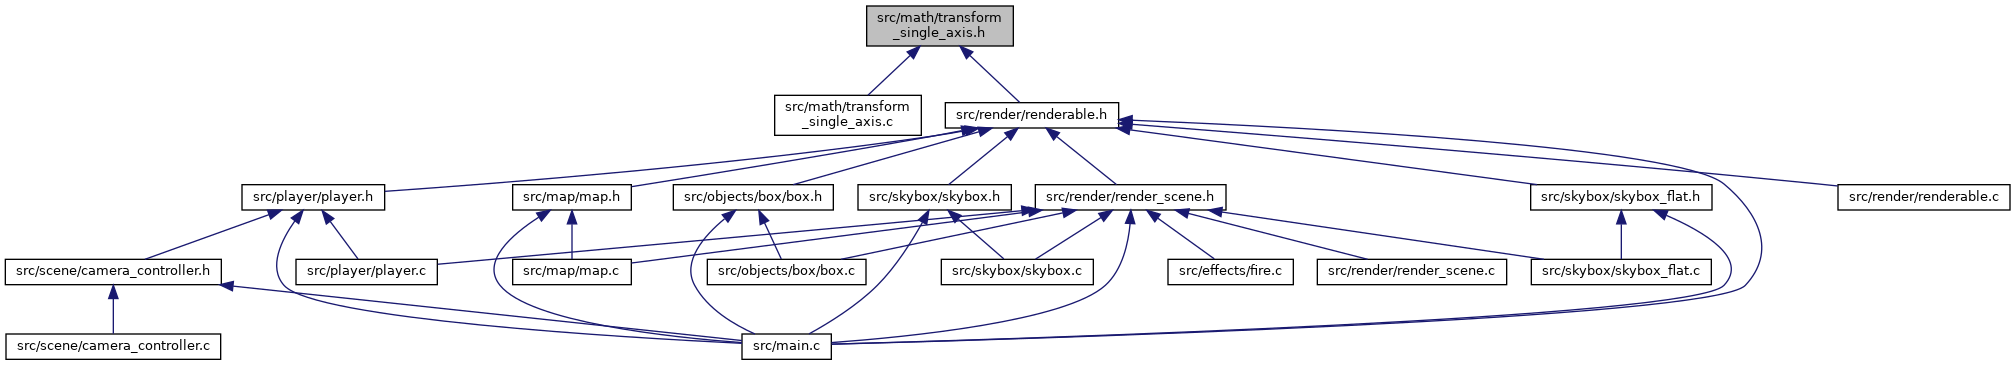 src/math/transform
_single_axis.h
src/math/transform
_single_axis.c
src/render/renderable.h
src/player/player.h
src/map/map.h
src/objects/box/box.h
src/skybox/skybox.h
src/render/render_scene.h
src/skybox/skybox_flat.h
src/render/renderable.c
src/scene/camera_controller.h
src/player/player.c
src/map/map.c
src/objects/box/box.c
src/skybox/skybox.c
src/effects/fire.c
src/render/render_scene.c
src/skybox/skybox_flat.c
src/scene/camera_controller.c
src/main.c